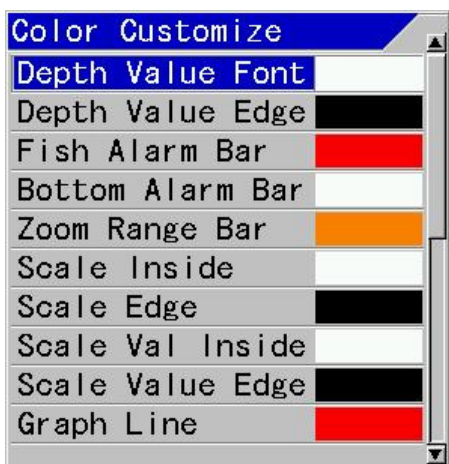 Color Customize
Depth Value Font
Depth Value Edge
Fish Alarm Bar
Bottom Alarm Bar
Zoom Range Bar
Scale Inside
Scale Edge
Scale Val Inside
Scale Value Edge
Graph Line